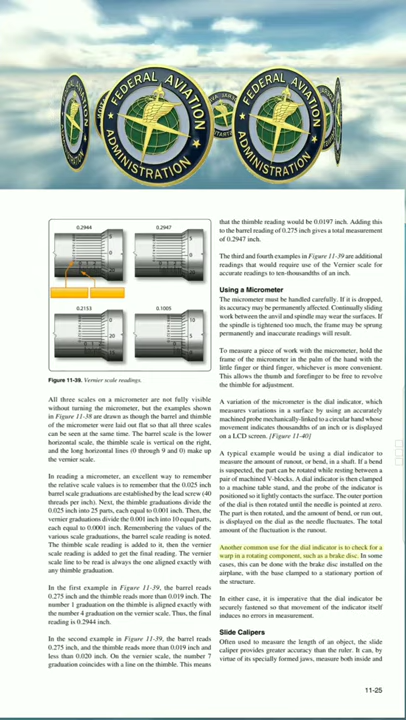 FEDERAL AVIATION
ADMINISTRATION
FEDERAL AVIATION
ADMINISTRATION
0.2944
0.2947
0.2153
0.1005
Figure 11-39. Vernier scale readings.
All three scales on a micrometer are not fully visible
without turning the micrometer, but the examples shown
in Figure 11-38 are drawn as though the barrel and thimble
of the micrometer were laid out flat so that all three scales
can be seen at the same time. The barrel scale is the lower
horizontal scale, the thimble scale is vertical on the right,
and the long horizontal lines (0 through 9 and 0) make up
the vernier scale.
In reading a micrometer, an excellent way to remember
the relative scale values is to remember that the 0.025 inch
barrel scale graduations are established by the lead screw (40
threads per inch). Next, the thimble graduations divide the
0.025 inch into 25 parts, each equal to 0.001 inch. Then, the
vernier graduations divide the 0.001 inch into 10 equal parts,
each equal to 0.0001 inch. Remembering the values of the
various scale graduations, the barrel scale reading is noted.
The thimble scale reading is added to it, then the vernier
scale reading is added to get the final reading. The vernier
scale line to be read is always the one aligned exactly with
any thimble graduation.
In the first example in Figure 11-39, the barrel reads
0.275 inch and the thimble reads more than 0.019 inch. The
number 1 graduation on the thimble is aligned exactly with
the number 4 graduation on the vernier scale. Thus, the final
reading is 0.2944 inch.
In the second example in Figure 11-39, the barrel reads
0.275 inch, and the thimble reads more than 0.019 inch and
less than 0.020 inch. On the vernier scale, the number 7
graduation coincides with a line on the thimble. This means
that the thimble reading would be 0.0197 inch. Adding this
to the barrel reading of 0.275 inch gives a total measurement
of 0.2947 inch.
The third and fourth examples in Figure 11-39 are additional
readings that would require use of the Vernier scale for
accurate readings to ten-thousandths of an inch.
Using a Micrometer
The micrometer must be handled carefully. If it is dropped,
its accuracy may be permanently affected. Continually sliding
work between the anvil and spindle may wear the surfaces. If
the spindle is tightened too much, the frame may be sprung
permanently and inaccurate readings will result.
To measure a piece of work with the micrometer, hold the
frame of the micrometer in the palm of the hand with the
little finger or third finger, whichever is more convenient.
This allows the thumb and forefinger to be free to revolve
the thimble for adjustment.
A variation of the micrometer is the dial indicator, which
measures variations in a surface by using an accurately
machined probe mechanically-linked to a circular hand whose
movement indicates thousandths of an inch or is displayed
on a LCD screen. [Figure 11-40]
A typical example would be using a dial indicator to
measure the amount of runout, or bend, in a shaft. If a bend
is suspected, the part can be rotated while resting between a
pair of machined V-blocks. A dial indicator is then clamped
to a machine table stand, and the probe of the indicator is
positioned so it lightly contacts the surface. The outer portion
of the dial is then rotated until the needle is pointed at zero.
The part is then rotated, and the amount of bend, or run out,
is displayed on the dial as the needle fluctuates. The total
amount of the fluctuation is the runout.
Another common use for the dial indicator is to check for a
warp in a rotating component, such as a brake disc. In some
cases, this can be done with the brake disc installed on the
airplane, with the base clamped to a stationary portion of
the structure.
In either case, it is imperative that the dial indicator be
securely fastened so that movement of the indicator itself
induces no errors in measurement.
Slide Calipers
Often used to measure the length of an object, the slide
caliper provides greater accuracy than the ruler. It can, by
virtue of its specially formed jaws, measure both inside and
11-25